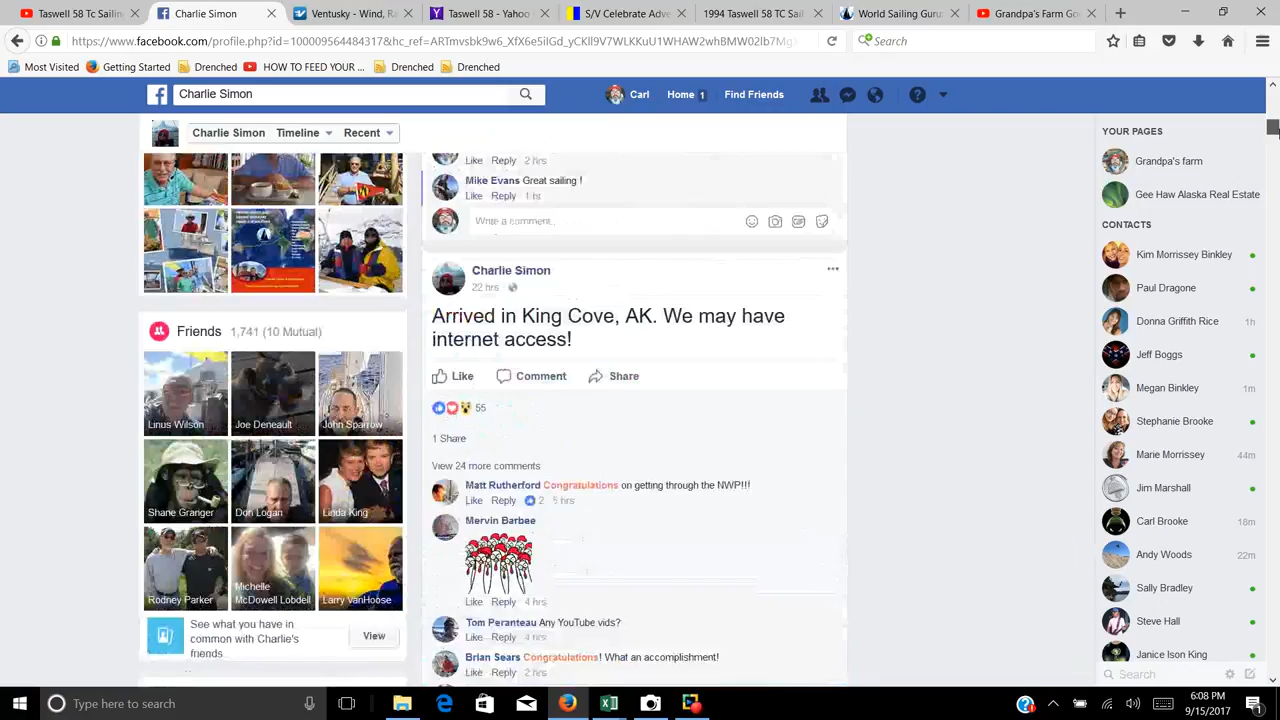 Taswell 58 Tc Sailin
Charlie Simon
Ventusky - Wind, Ra
Taswell 58 - Yahoo
S/V Celebrate Adve
1994 Taswell 58 TC Sail
World Sailing Guru:
Grandpa's Farm Go
https://www.facebook.com/profile.php?id=100009564484317&hc_ref=
Search
Most Visited
Getting Started
Drenched
HOW TO FEED YOUR ...
Drenched
Drenched
Charlie Simon
Carl
Home 1
Find Friends
Charlie Simon
Timeline
Recent
YOUR PAGES
Grandpa's farm
Gee Haw Alaska Real Estate
CONTACTS
Kim Morrissey Binkley
Paul Dragone
Donna Griffith Rice 1h
Jeff Boggs
Megan Binkley 1m
Stephanie Brooke
Marie Morrissey 44m
Jim Marshall
Carl Brooke 18m
Andy Woods 22m
Sally Bradley
Steve Hall
Janice Ison King
Search
Friends 1,741 (10 Mutual)
Linus Wilson
Joe Deneault
John Sparrow
Shane Granger
Don Logan
Linda King
Rodney Parker
Michelle
McDowell Lobdell
Larry VanHoose
See what you have in
common with Charlie's
friends
View
Like Reply 2 hrs
Mike Evans Great sailing !
Like Reply 1 hr
Write a comment...
GIF
Charlie Simon
22 hrs
Arrived in King Cove, AK. We may have
internet access!
Like
Comment
Share
55
1 Share
View 24 more comments
Matt Rutherford Congratulations on getting through the NWP!!!
Like Reply 2 5 hrs
Mervin Barbee
Like Reply 4 hrs
Tom Peranteau Any YouTube vids?
Like Reply 4 hrs
Brian Sears Congratulations! What an accomplishment!
Like Reply 2 hrs
Type here to search
6:08 PM
9/15/2017